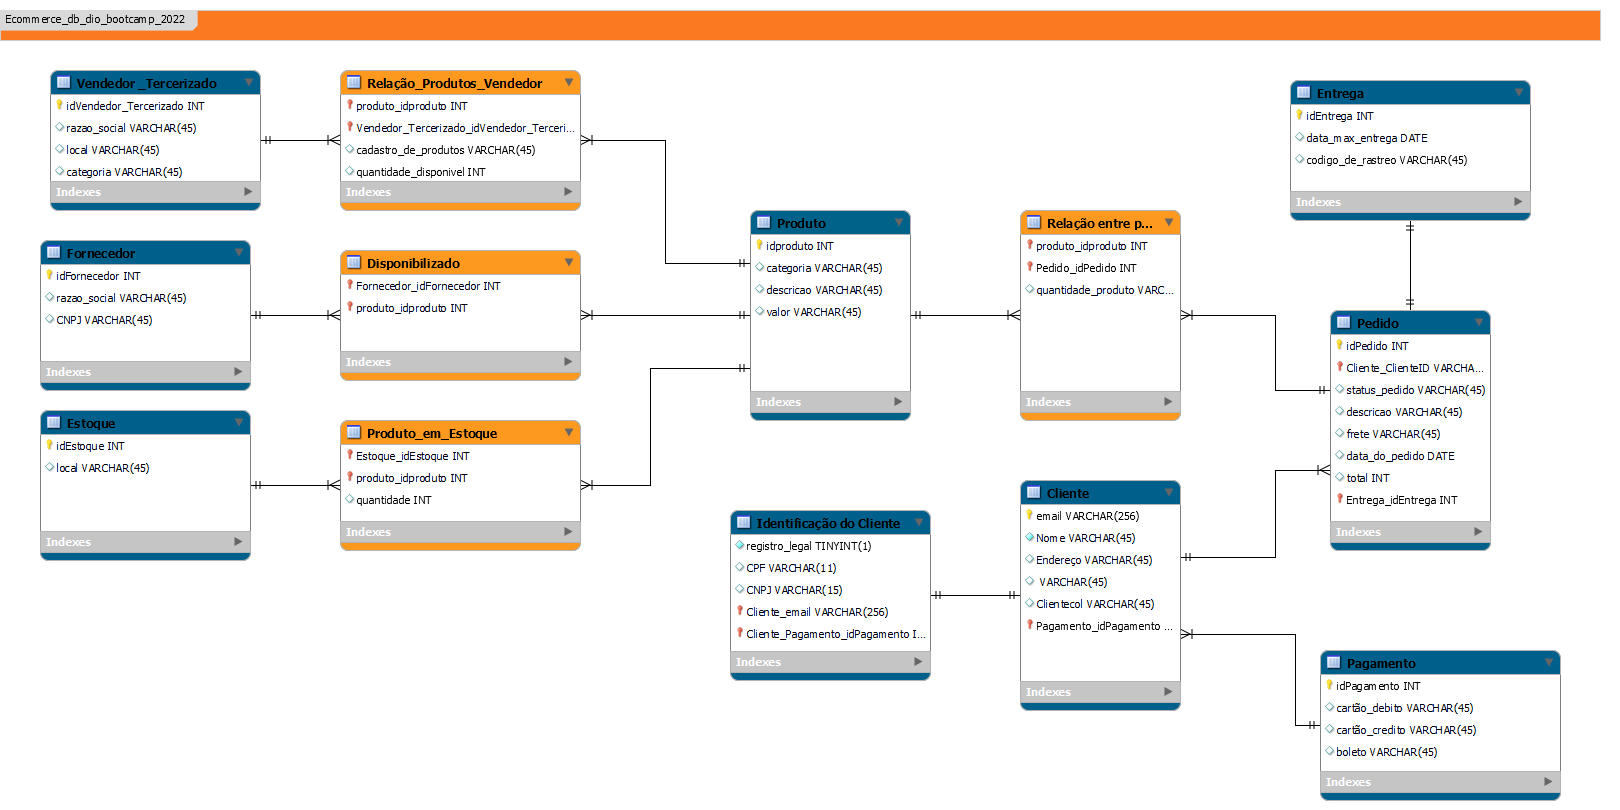 Ecommerce_db_dio_bootcamp_2022
Vendedor _Tercerizado
idVendedor_Tercerizado INT
razao_social VARCHAR(45)
local VARCHAR(45)
categoria VARCHAR(45)
Indexes
Relação_Produtos_Vendedor
produto_idproduto INT
Vendedor_Tercerizado_idVendedor_Terceri...
cadastro_de_produtos VARCHAR(45)
quantidade_disponivel INT
Indexes
Entrega
idEntrega INT
data_max_entrega DATE
codigo_de_rastreo VARCHAR(45)
Indexes
Fornecedor
idFornecedor INT
razao_social VARCHAR(45)
CNPJ VARCHAR(45)
Indexes
Disponibilizado
Fornecedor_idFornecedor INT
produto_idproduto INT
Indexes
Produto
idproduto INT
categoria VARCHAR(45)
descricao VARCHAR(45)
valor VARCHAR(45)
Indexes
Relação entre p...
produto_idproduto INT
Pedido_idPedido INT
quantidade_produto VARC...
Indexes
Pedido
idPedido INT
Cliente_ClienteID VARCHA...
status_pedido VARCHAR(45)
descricao VARCHAR(45)
frete VARCHAR(45)
data_do_pedido DATE
total INT
Entrega_idEntrega INT
Indexes
Estoque
idEstoque INT
local VARCHAR(45)
Indexes
Produto_em_Estoque
Estoque_idEstoque INT
produto_idproduto INT
quantidade INT
Indexes
Identificação do Cliente
registro_legal TINYINT(1)
CPF VARCHAR(11)
CNPJ VARCHAR(15)
Cliente_email VARCHAR(256)
Cliente_Pagamento_idPagamento I...
Indexes
Cliente
email VARCHAR(256)
Nome VARCHAR(45)
Endereço VARCHAR(45)
VARCHAR(45)
Clientecol VARCHAR(45)
Pagamento_idPagamento ...
Indexes
Pagamento
idPagamento INT
cartão_debito VARCHAR(45)
cartão_credito VARCHAR(45)
boleto VARCHAR(45)
Indexes